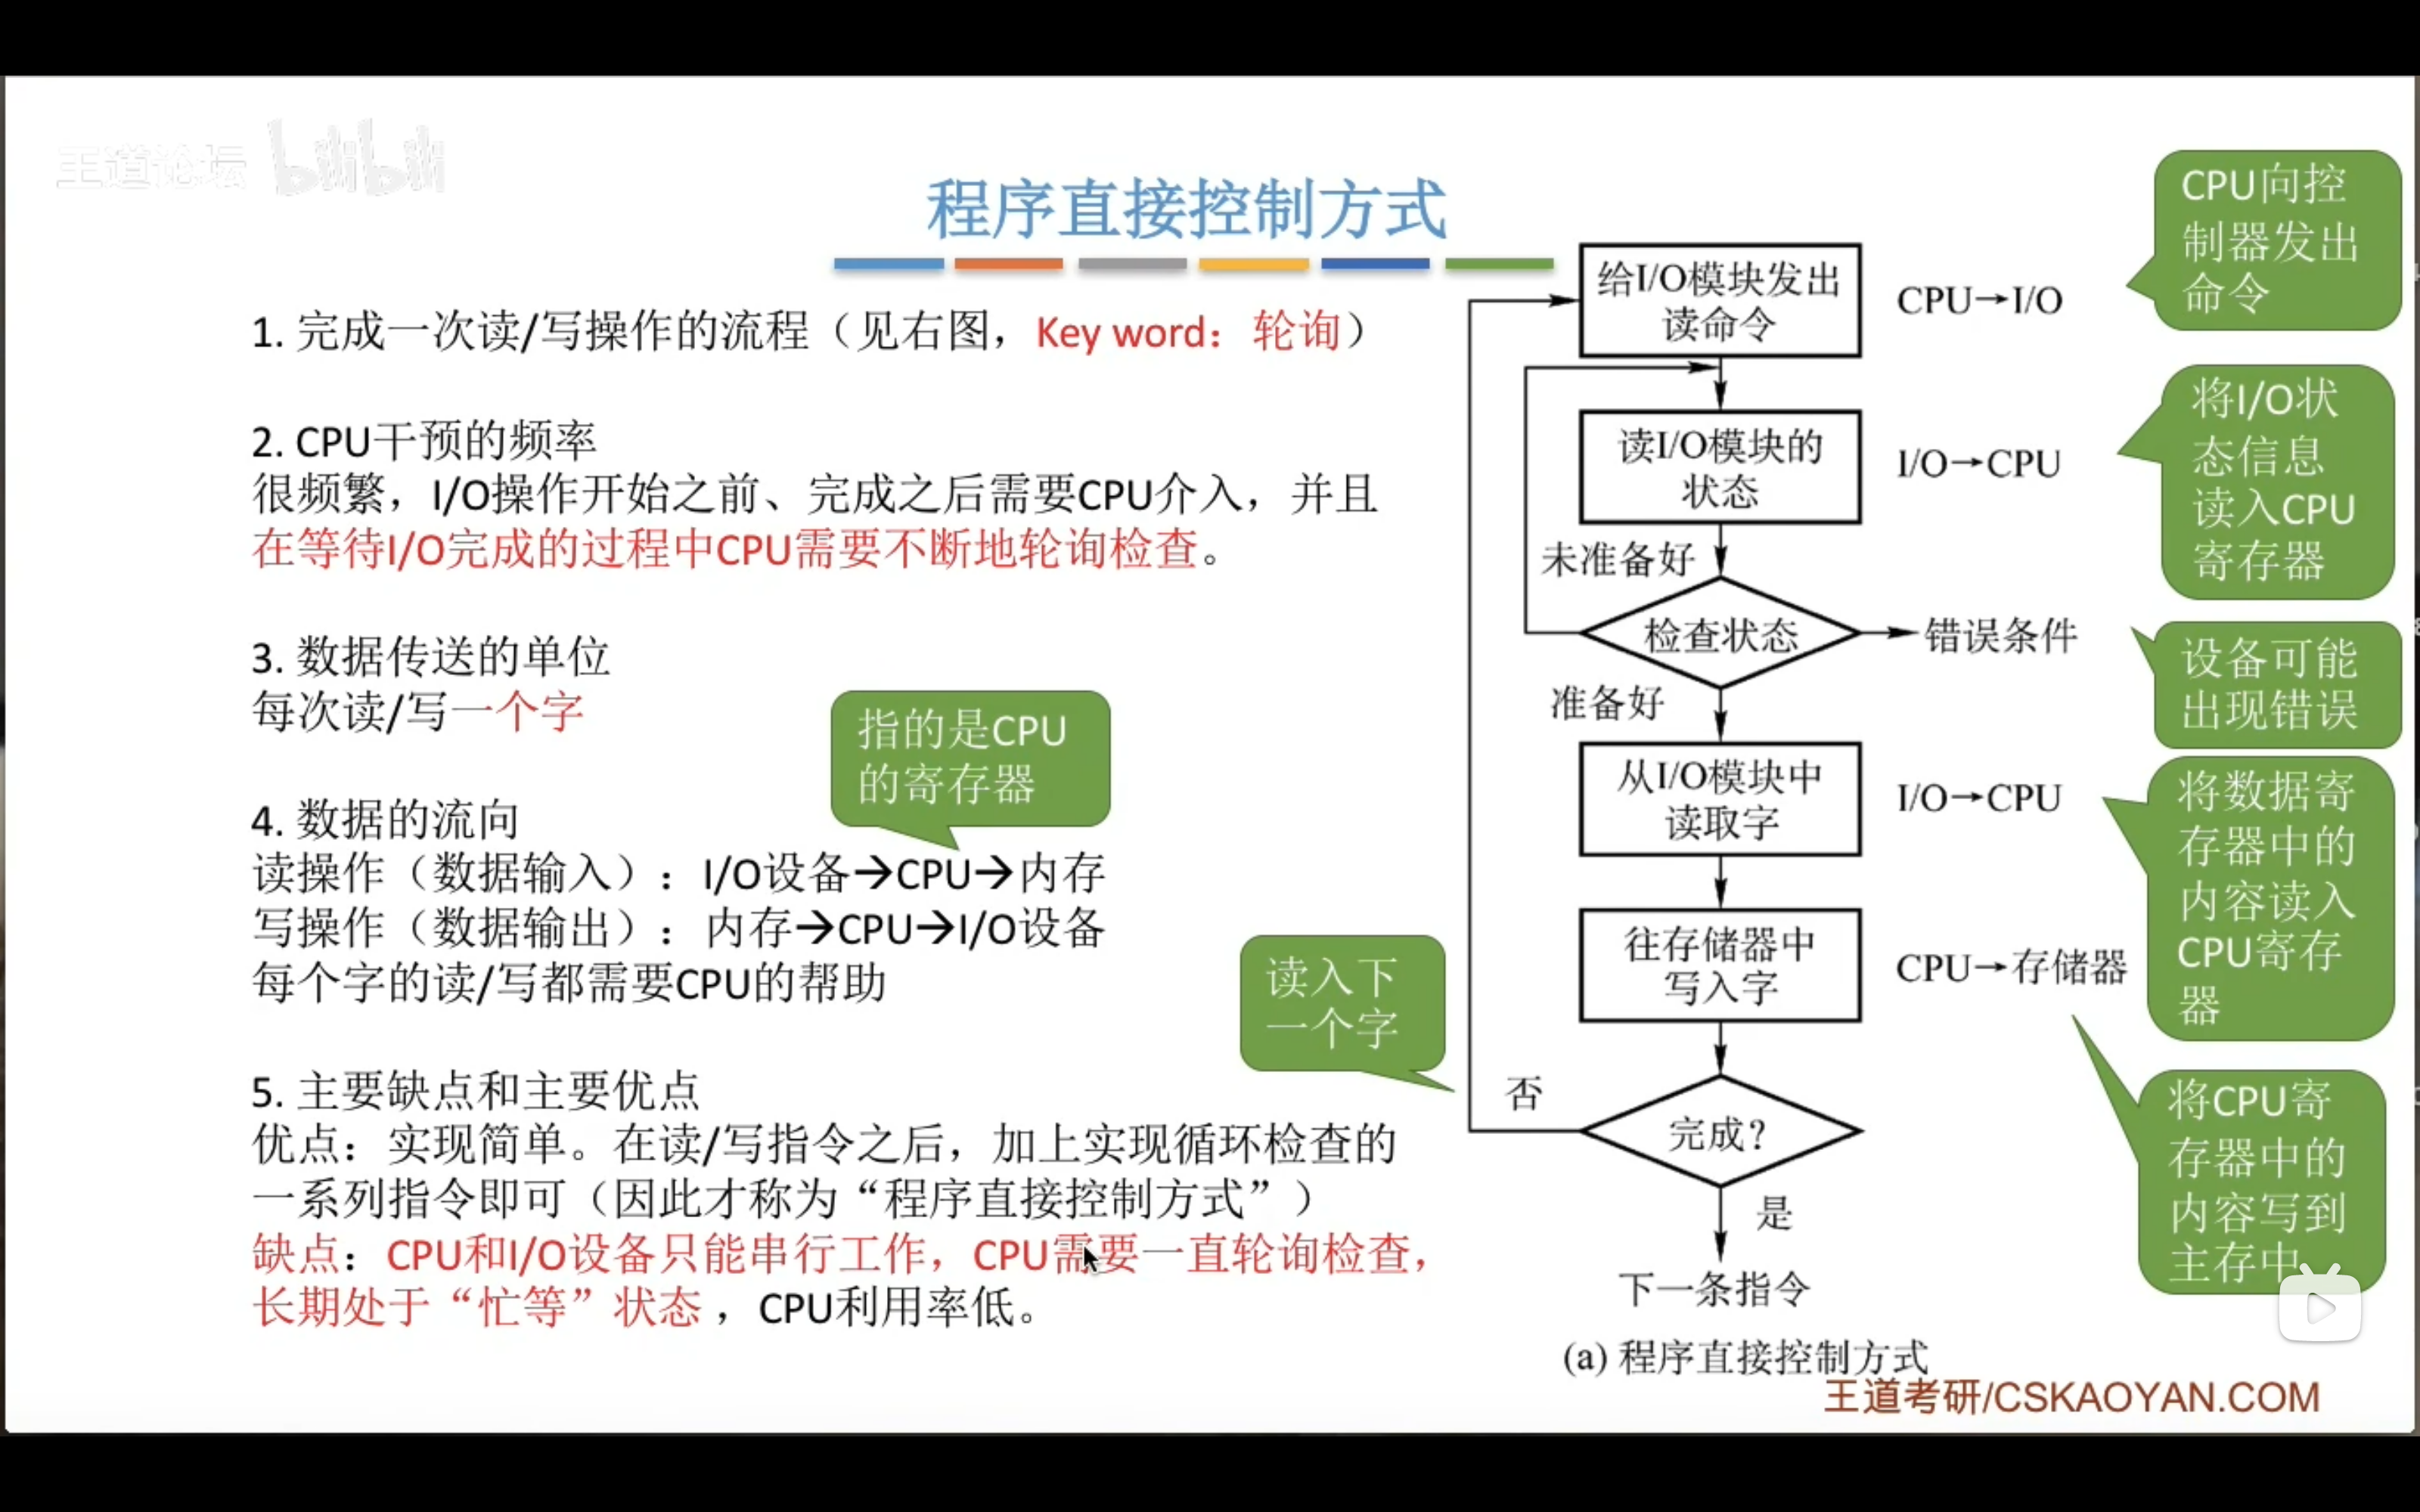 王道论坛 bilibili
程序直接控制方式
1. 完成一次读/写操作的流程（见右图，Key word：轮询）
2. CPU干预的频率
很频繁，I/O操作开始之前、完成之后需要CPU介入，并且
在等待I/O完成的过程中CPU需要不断地轮询检查。
3. 数据传送的单位
每次读/写一个字
指的是CPU
的寄存器
4. 数据的流向
读操作（数据输入）：I/O设备→CPU→内存
写操作（数据输出）：内存→CPU→I/O设备
每个字的读/写都需要CPU的帮助
5. 主要缺点和主要优点
优点：实现简单。在读/写指令之后，加上实现循环检查的
一系列指令即可（因此才称为“程序直接控制方式”）
缺点：CPU和I/O设备只能串行工作，CPU需要一直轮询检查，
长期处于“忙等”状态，CPU利用率低。
给I/O模块发出
读命令
CPU→I/O
CPU向控
制器发出
命令
读I/O模块的
状态
I/O→CPU
将I/O状
态信息
读入CPU
寄存器
未准备好
检查状态
错误条件
设备可能
出现错误
准备好
从I/O模块中
读取字
I/O→CPU
将数据寄
存器中的
内容读入
CPU寄存
器
往存储器中
写入字
CPU→存储器
将CPU寄
存器中的
内容写到
主存中
读入下
一个字
否
完成？
是
下一条指令
(a) 程序直接控制方式
王道考研/CSKAOYAN.COM